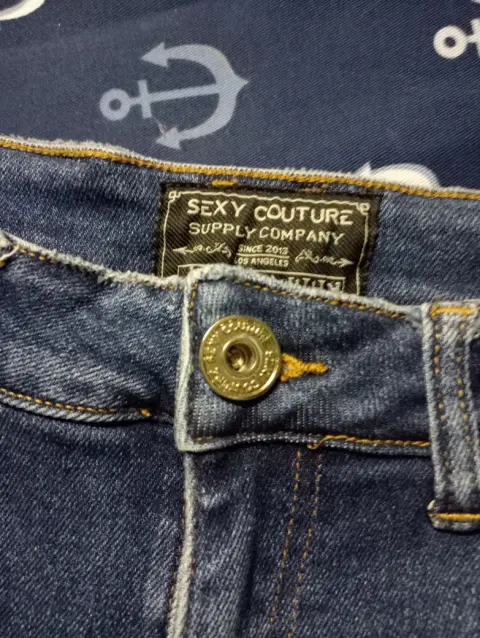 SEXY COUTURE
SUPPLY COMPANY
SINCE 2013
LOS ANGELES